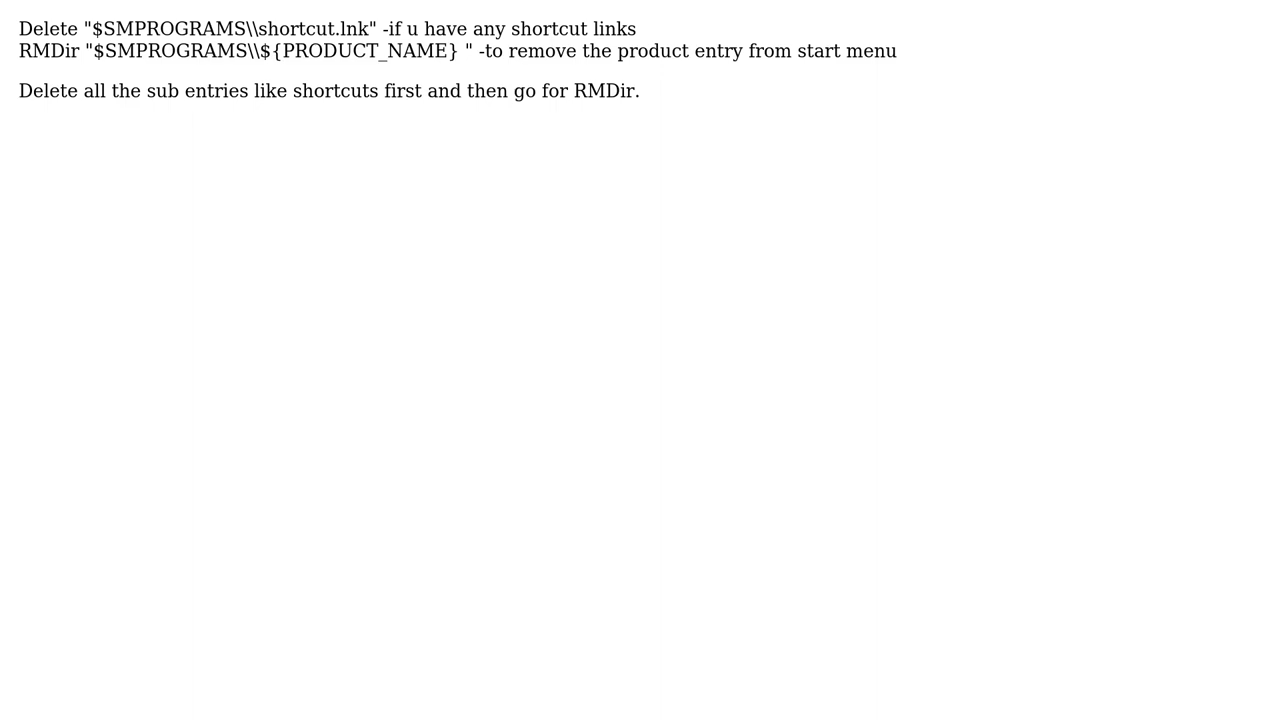 Delete "$SMPROGRAMS\\shortcut.lnk" -if u have any shortcut links
RMDir "$SMPROGRAMS\\${PRODUCT_NAME} " -to remove the product entry from start menu
Delete all the sub entries like shortcuts first and then go for RMDir.